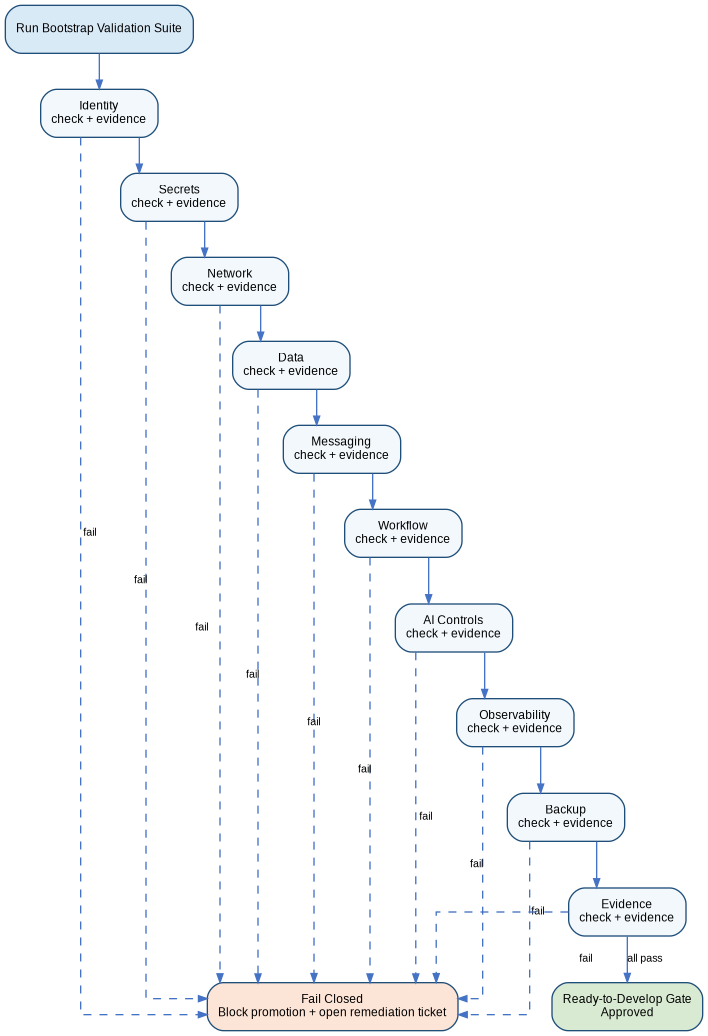 Run Bootstrap Validation Suite
Identity
check + evidence
Secrets
check + evidence
Network
check + evidence
Data
check + evidence
Messaging
check + evidence
Workflow
check + evidence
fail
fail
AI Controls
check + evidence
fail
fail
Observability
check + evidence
fail
fail
Backup
check + evidence
fail
fail
Evidence
check + evidence
fail
fail
all pass
Fail Closed
Block promotion + open remediation ticket
Ready-to-Develop Gate
Approved